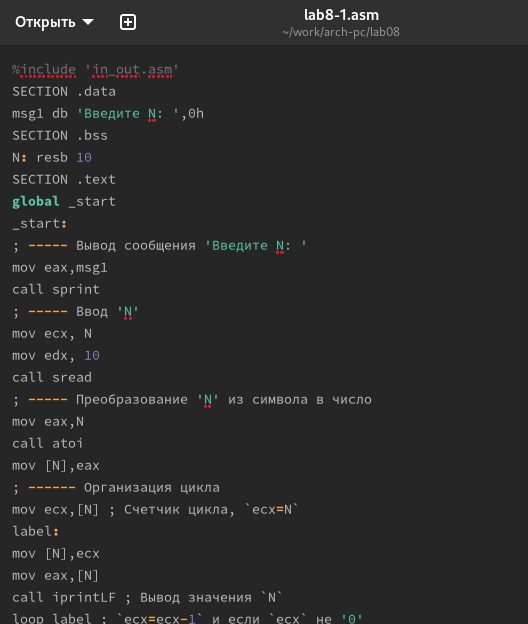 Открыть
lab8-1.asm
~/work/arch-pc/lab08
%include 'in_out.asm'
SECTION .data
msg1 db 'Введите N: ',0h
SECTION .bss
N: resb 10
SECTION .text
global _start
_start:
; ----- Вывод сообщения 'Введите N: '
mov eax,msg1
call sprint
; ----- Ввод 'N'
mov ecx, N
mov edx, 10
call sread
; ----- Преобразование 'N' из символа в число
mov eax,N
call atoi
mov [N],eax
; ------ Организация цикла
mov ecx,[N] ; Счетчик цикла, `ecx=N`
label:
mov [N],ecx
mov eax,[N]
call iprintLF ; Вывод значения `N`
loop label ; `ecx=ecx-1` и если `ecx` не '0'